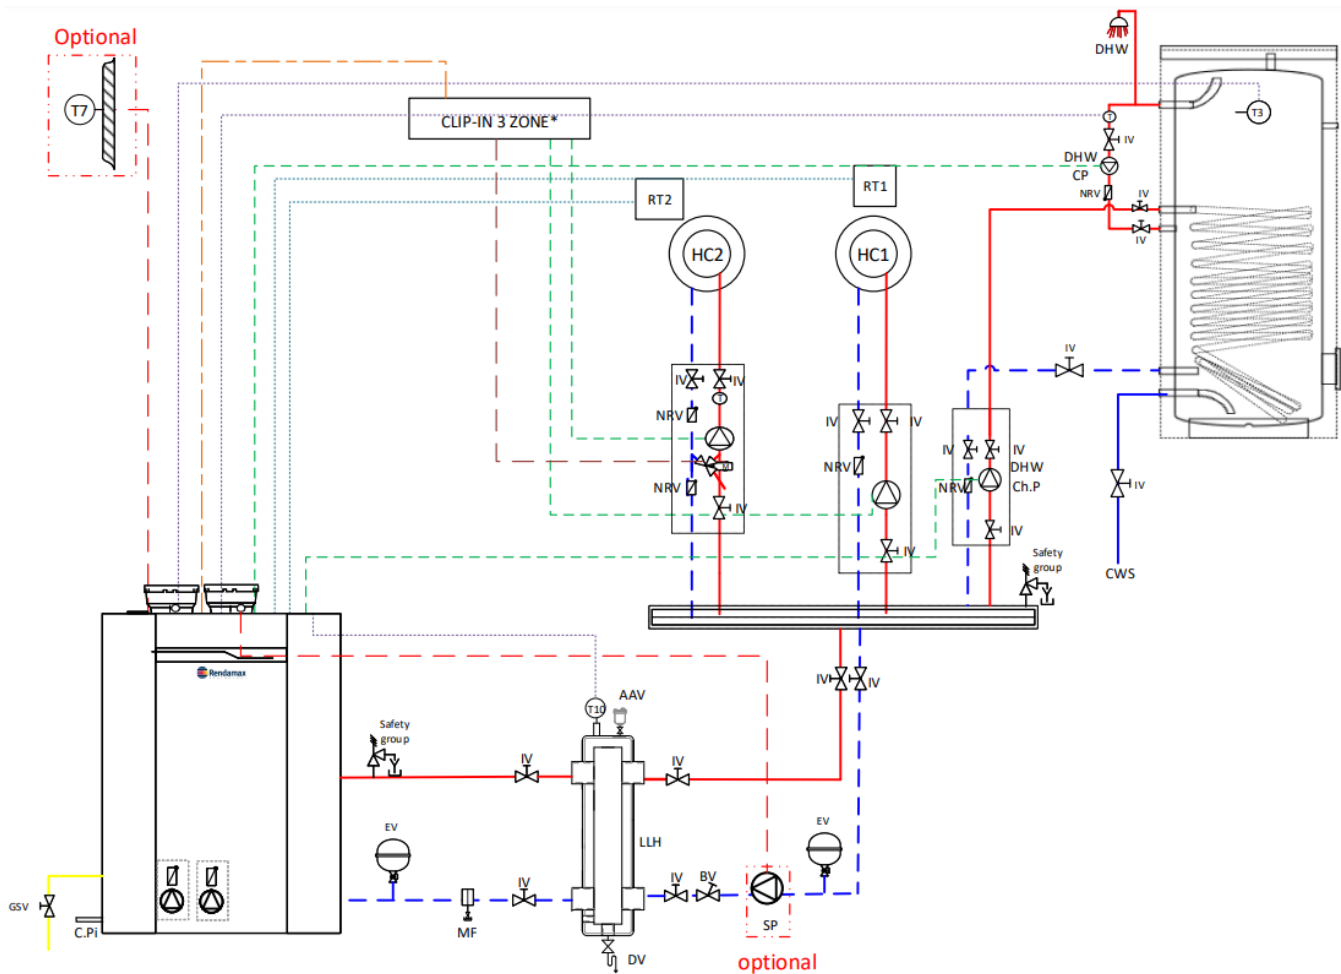 Optional
T7
CLIP-IN 3 ZONE*
DHW
T3
T
IV
DHW
CP
NRV
IV
IV
RT2
RT1
HC2
HC1
IV
IV
IV
T
NRV
M
NRV
IV
IV
IV
NRV
IV
IV
IV
DHW
NRV
Ch.P
IV
IV
CWS
Safety
group
Rendamax
IV
IV
T10
AAV
Safety
group
IV
IV
LLH
EV
EV
IV
BV
IV
MF
SP
DV
optional
GSV
C.Pi